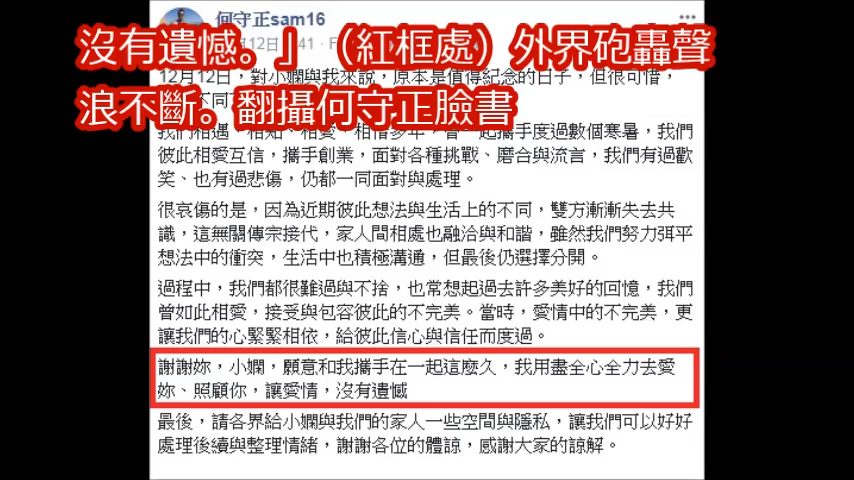 何守正sam16
沒有遺憾。」（紅框處）外界砲轟聲
12月12日，對小嫻與我來說，原本是值得紀念的日子，但很可惜，
浪不斷。翻攝何守正臉書
我們相遇、相知、相愛、相惜多年，曾一起攜手度過數個寒暑，我們
彼此相愛互信，攜手創業，面對各種挑戰、磨合與流言，我們有過歡
笑、也有過悲傷，仍都一同面對與處理。
很哀傷的是，因為近期彼此想法與生活上的不同，雙方漸漸失去共
識，這無關傳宗接代，家人間相處也融洽與和諧，雖然我們努力弭平
想法中的衝突，生活中也積極溝通，但最後仍選擇分開。
過程中，我們都很難過與不捨，也常想起過去許多美好的回憶，我們
曾如此相愛，接受與包容彼此的不完美。當時，愛情中的不完美，更
讓我們的心緊緊相依，給彼此信心與信任而度過。
謝謝妳，小嫻，願意和我攜手在一起這麼久，我用盡全心全力去愛
妳、照顧你，讓愛情，沒有遺憾
最後，請各界給小嫻與我們的家人一些空間與隱私，讓我們可以好好
處理後續與整理情緒，謝謝各位的體諒，感謝大家的諒解。